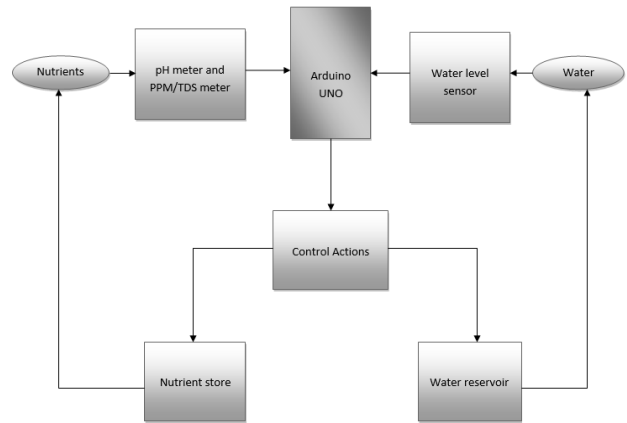 Nutrients
pH meter and
PPM/TDS meter
Arduino
UNO
Water level
sensor
Water
Control Actions
Nutrient store
Water reservoir